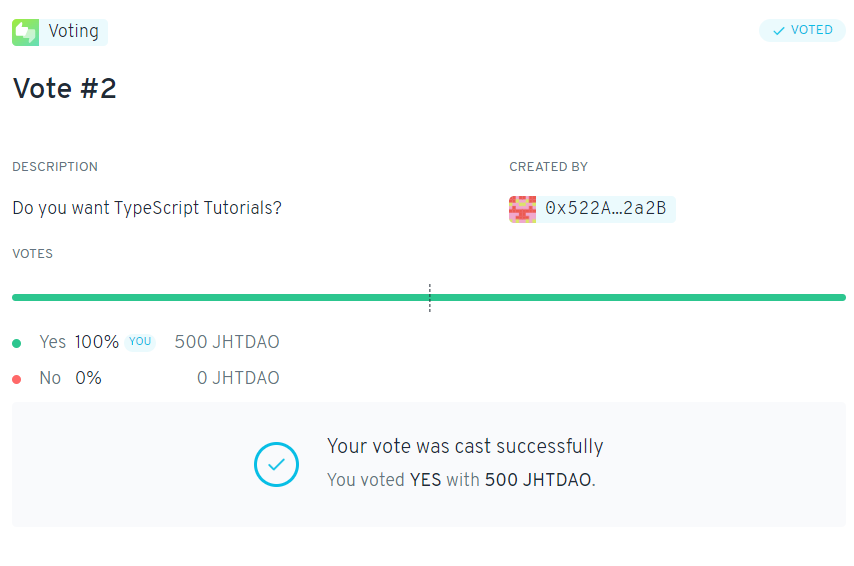 Voting
VOTED
Vote #2
DESCRIPTION
CREATED BY
Do you want TypeScript Tutorials?
0x522A…2a2B
VOTES
Yes 100% YOU 500 JHTDAO
No 0% 0 JHTDAO
Your vote was cast successfully
You voted YES with 500 JHTDAO.